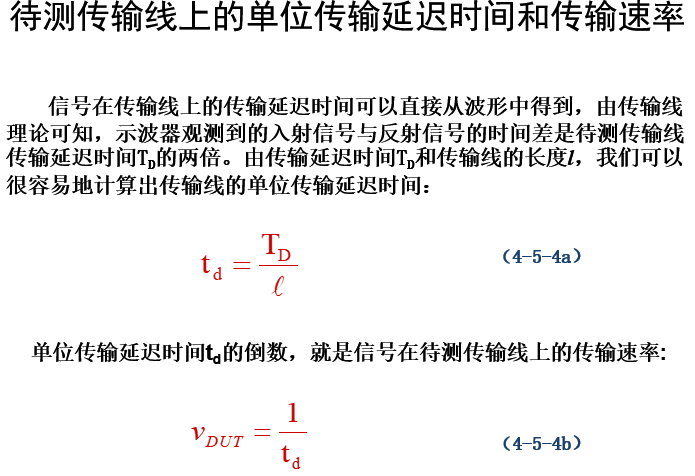 待测传输线上的单位传输延迟时间和传输速率
信号在传输线上的传输延迟时间可以直接从波形中得到，由传输线
理论可知，示波器观测到的入射信号与反射信号的时间差是待测传输线
传输延迟时间T_D的两倍。由传输延迟时间T_D和传输线的长度l，我们可以
很容易地计算出传输线的单位传输延迟时间：
t_d = T_D / ℓ （4-5-4a）
单位传输延迟时间t_d的倒数，就是信号在待测传输线上的传输速率:
v_DUT = 1 / t_d （4-5-4b）